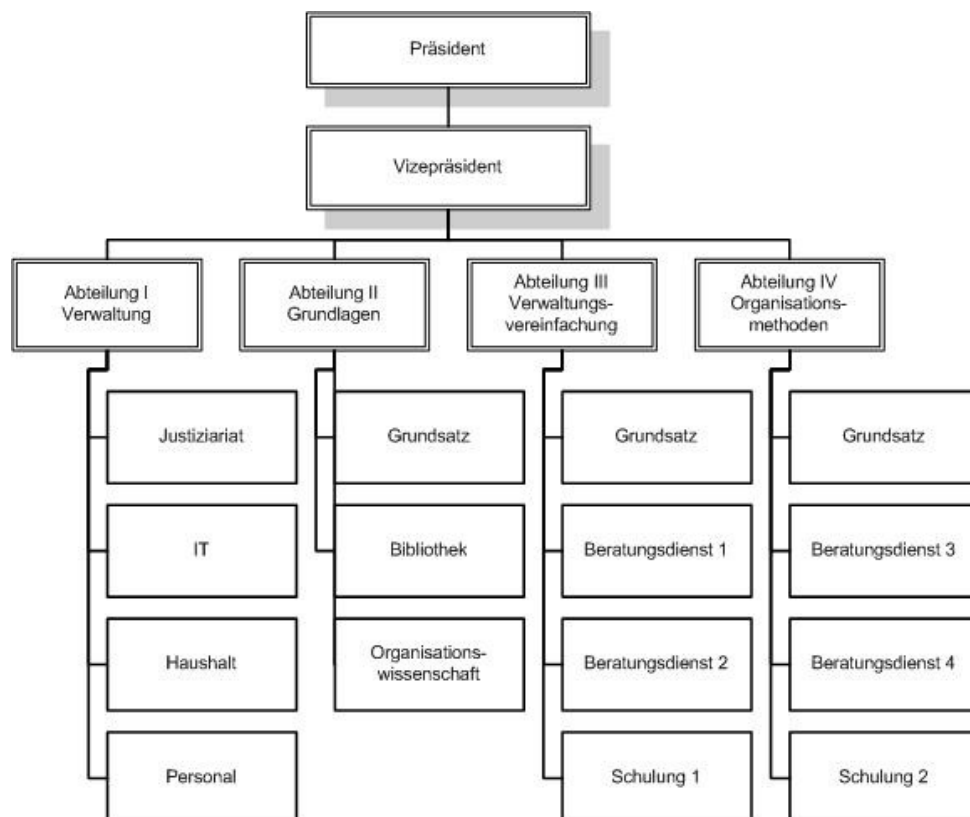 Präsident
Vizepräsident
Abteilung I
Verwaltung
Abteilung II
Grundlagen
Abteilung III
Verwaltungs-
vereinfachung
Abteilung IV
Organisations-
methoden
Justiziariat
Grundsatz
Grundsatz
Grundsatz
IT
Bibliothek
Beratungsdienst 1
Beratungsdienst 3
Haushalt
Organisations-
wissenschaft
Beratungsdienst 2
Beratungsdienst 4
Personal
Schulung 1
Schulung 2